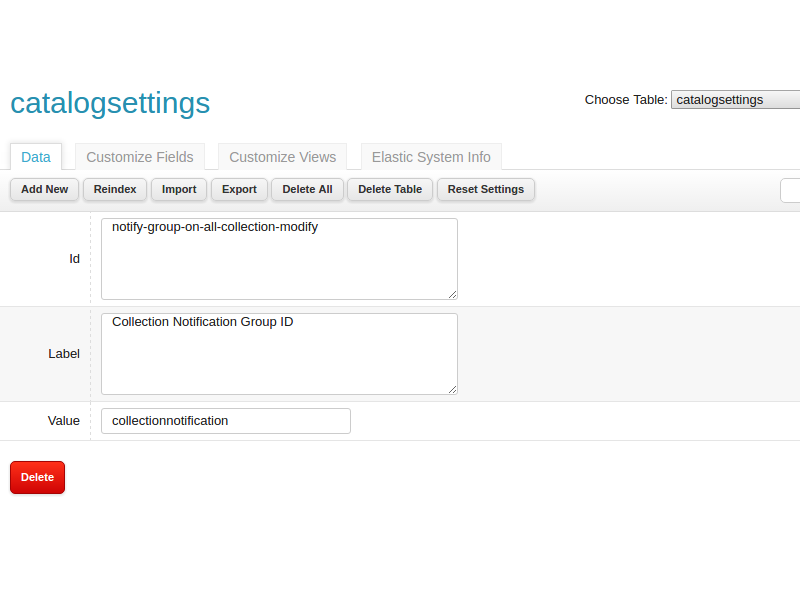 catalogsettings
Choose Table: catalogsettings
Data Customize Fields Customize Views Elastic System Info
Add New Reindex Import Export Delete All Delete Table Reset Settings
Id notify-group-on-all-collection-modify
Label Collection Notification Group ID
Value collectionnotification
Delete